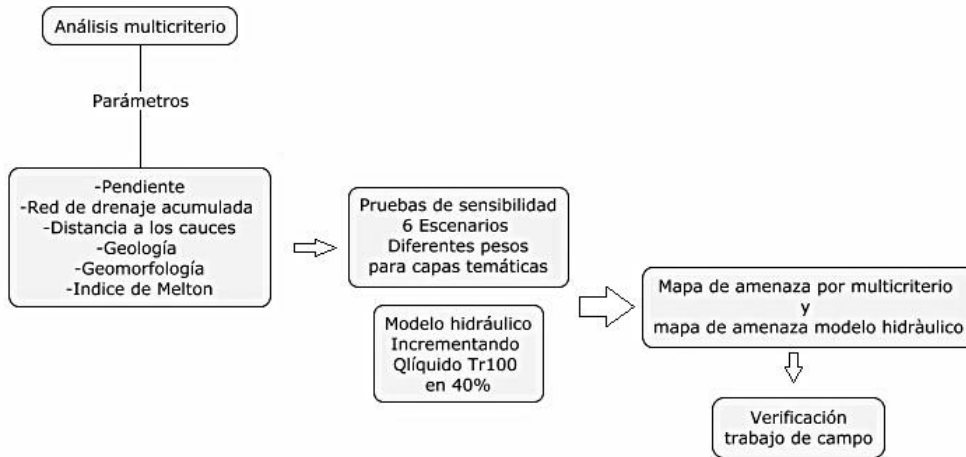 Análisis multicriterio
Parámetros
-Pendiente
-Red de drenaje acumulada
-Distancia a los cauces
-Geología
-Geomorfología
-Indice de Melton
Pruebas de sensibilidad
6 Escenarios
Diferentes pesos
para capas temáticas
Modelo hidráulico
Incrementando
Qlíquido Tr100
en 40%
Mapa de amenaza por multicriterio
y
mapa de amenaza modelo hidràulico
Verificación
trabajo de campo